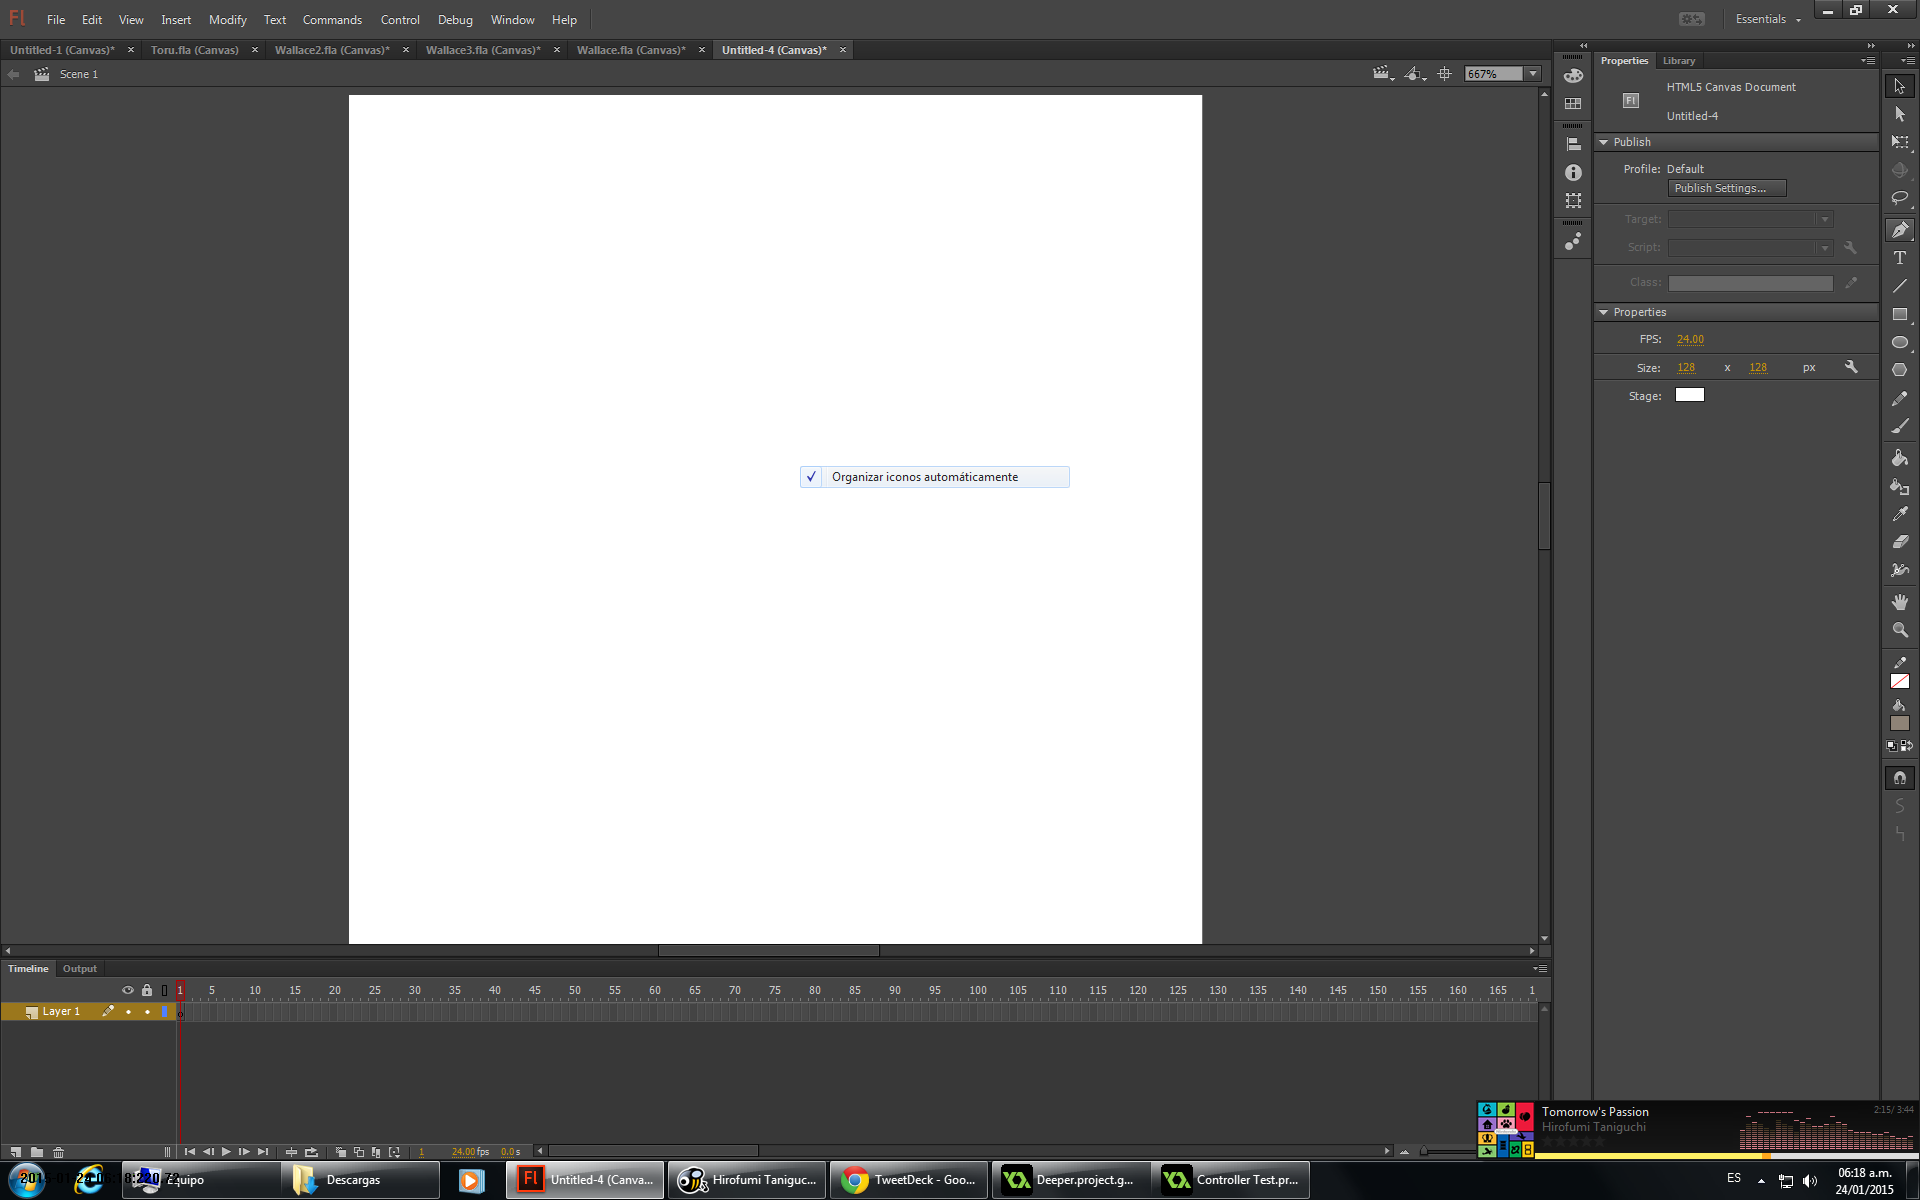 Fl File Edit View Insert Modify Text Commands Control Debug Window Help Essentials
Untitled-1 (Canvas)* Toru.fla (Canvas) Wallace2.fla (Canvas)* Wallace3.fla (Canvas)* Wallace.fla (Canvas)* Untitled-4 (Canvas)*
Scene 1 667%
Properties Library
HTML5 Canvas Document
Fl
Untitled-4
Publish
Profile: Default
Publish Settings...
Target:
Script:
Class:
Properties
FPS: 24.00
Size: 128 x 128 px
Stage:
Organizar iconos automáticamente
Timeline Output
1 5 10 15 20 25 30 35 40 45 50 55 60 65 70 75 80 85 90 95 100 105 110 115 120 125 130 135 140 145 150 155 160 165 1
Layer 1
1 24.00 fps 0.0 s
Tomorrow's Passion 2:15/ 3:44
Hirofumi Taniguchi
Equipo Descargas Untitled-4 (Canva... Hirofumi Taniguc... TweetDeck - Goo... Deeper.project.g... Controller Test.pr... ES
06:18 a.m.
24/01/2015